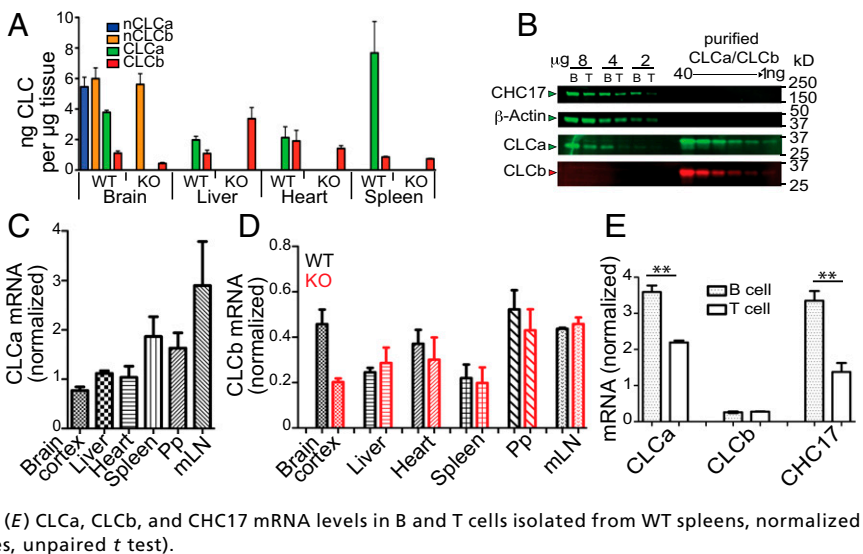 A
ng CLC
per µg tissue
10
8
6
4
2
0
nCLCa
nCLCb
CLCa
CLCb
WT KO WT KO WT KO WT KO
Brain Liver Heart Spleen
B
µg 8 4 2
B T B T B T
purified
CLCa/CLCb
40 1ng
kD
CHC17
β-Actin
CLCa
CLCb
250
150
50
37
37
25
37
25
C
CLCa mRNA
(normalized)
4
3
2
1
0
Brain
cortex
Liver
Heart
Spleen
Pp
mLN
D
CLCb mRNA
(normalized)
0.8
0.6
0.4
0.2
0
WT
KO
Brain
cortex
Liver
Heart
Spleen
Pp
mLN
E
mRNA (normalized)
4
3
2
1
0
**
**
B cell
T cell
CLCa
CLCb
CHC17
(E) CLCa, CLCb, and CHC17 mRNA levels in B and T cells isolated from WT spleens, normalized
es, unpaired t test).